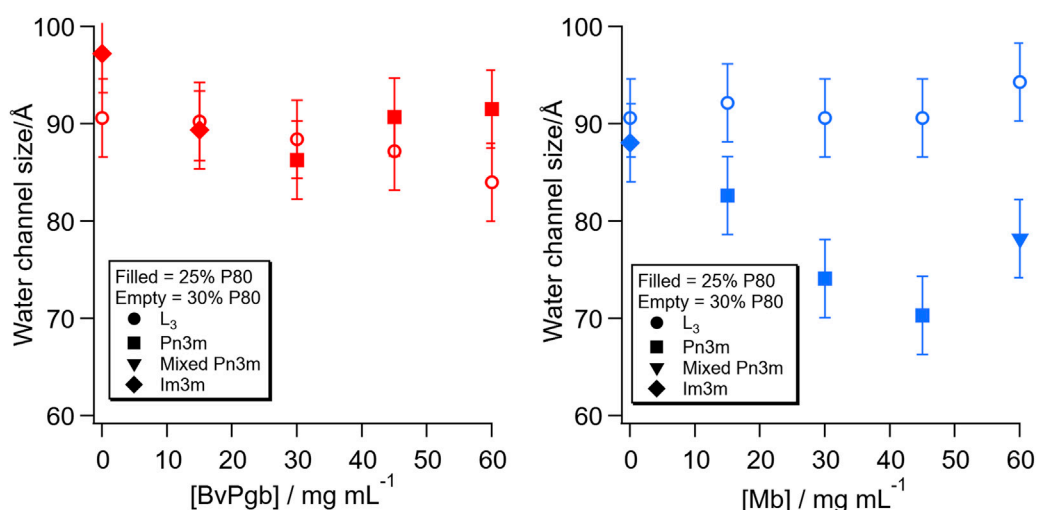 100
90
80
70
60
Water channel size/Å
Filled = 25% P80
Empty = 30% P80
L₃
Pn3m
Mixed Pn3m
Im3m
0 10 20 30 40 50 60
[BvPgb] / mg mL⁻¹
100
90
80
70
60
Water channel size/Å
Filled = 25% P80
Empty = 30% P80
L₃
Pn3m
Mixed Pn3m
Im3m
0 10 20 30 40 50 60
[Mb] / mg mL⁻¹